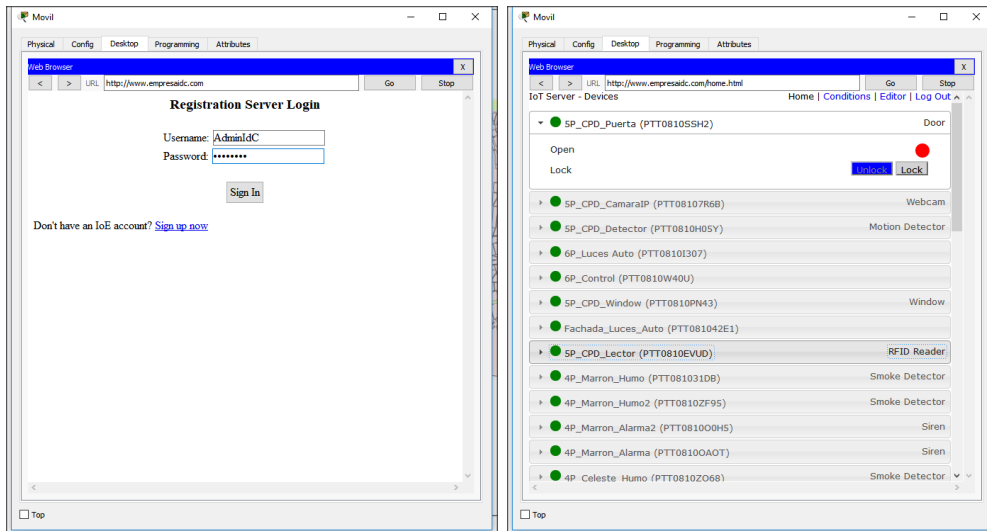 Movil
Physical Config Desktop Programming Attributes
Web Browser X
< > URL http://www.empresaidc.com Go Stop
Registration Server Login
Username: AdminIdC
Password: ••••••••
Sign In
Don't have an IoE account? Sign up now
Top
Movil
Physical Config Desktop Programming Attributes
Web Browser X
< > URL http://www.empresaidc.com/home.html Go Stop
IoT Server - Devices Home | Conditions | Editor | Log Out
5P_CPD_Puerta (PTT0810SSH2) Door
Open
Lock Unlock Lock
5P_CPD_CamaraIP (PTT08107R6B) Webcam
5P_CPD_Detector (PTT0810H05Y) Motion Detector
6P_Luces Auto (PTT0810I307)
6P_Control (PTT0810W40U)
5P_CPD_Window (PTT0810PN43) Window
Fachada_Luces_Auto (PTT081042E1)
5P_CPD_Lector (PTT0810EVUD) RFID Reader
4P_Marron_Humo (PTT081031DB) Smoke Detector
4P_Marron_Humo2 (PTT0810ZF95) Smoke Detector
4P_Marron_Alarma2 (PTT0810O0H5) Siren
4P_Marron_Alarma (PTT0810OAOT) Siren
4P_Celeste_Humo (PTT0810ZO68) Smoke Detector
Top